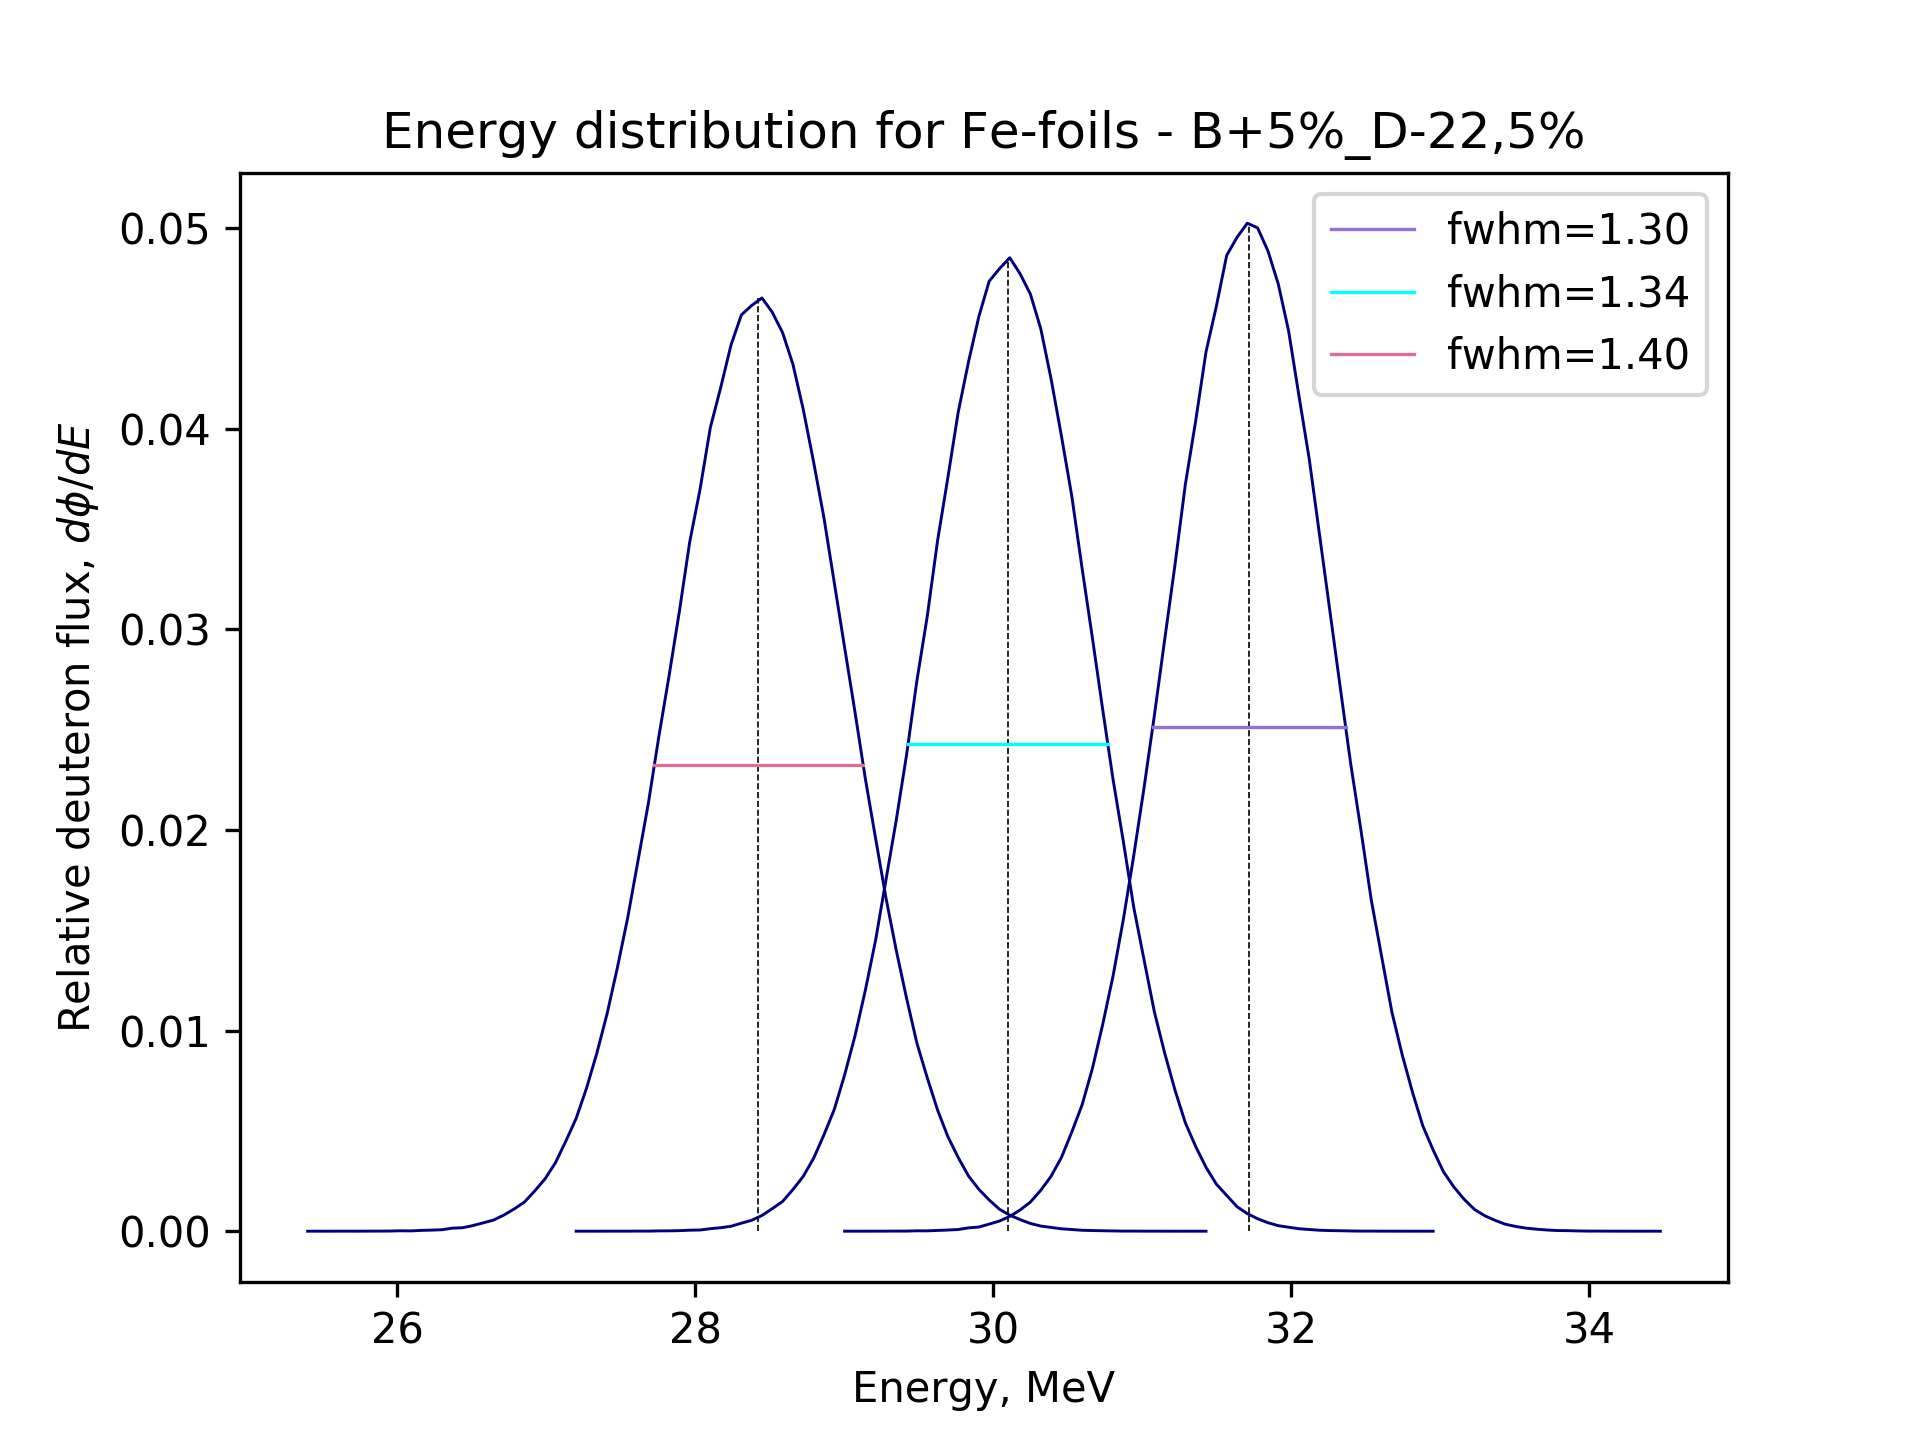 Energy distribution for Fe-foils - B+5%_D-22,5%
fwhm=1.30
fwhm=1.34
fwhm=1.40
Relative deuteron flux, dϕ/dE
0.05
0.04
0.03
0.02
0.01
0.00
26 28 30 32 34
Energy, MeV